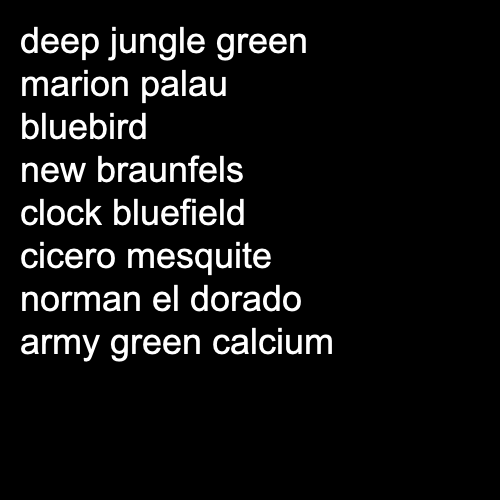 deep jungle green
marion palau
bluebird
new braunfels
clock bluefield
cicero mesquite
norman el dorado
army green calcium